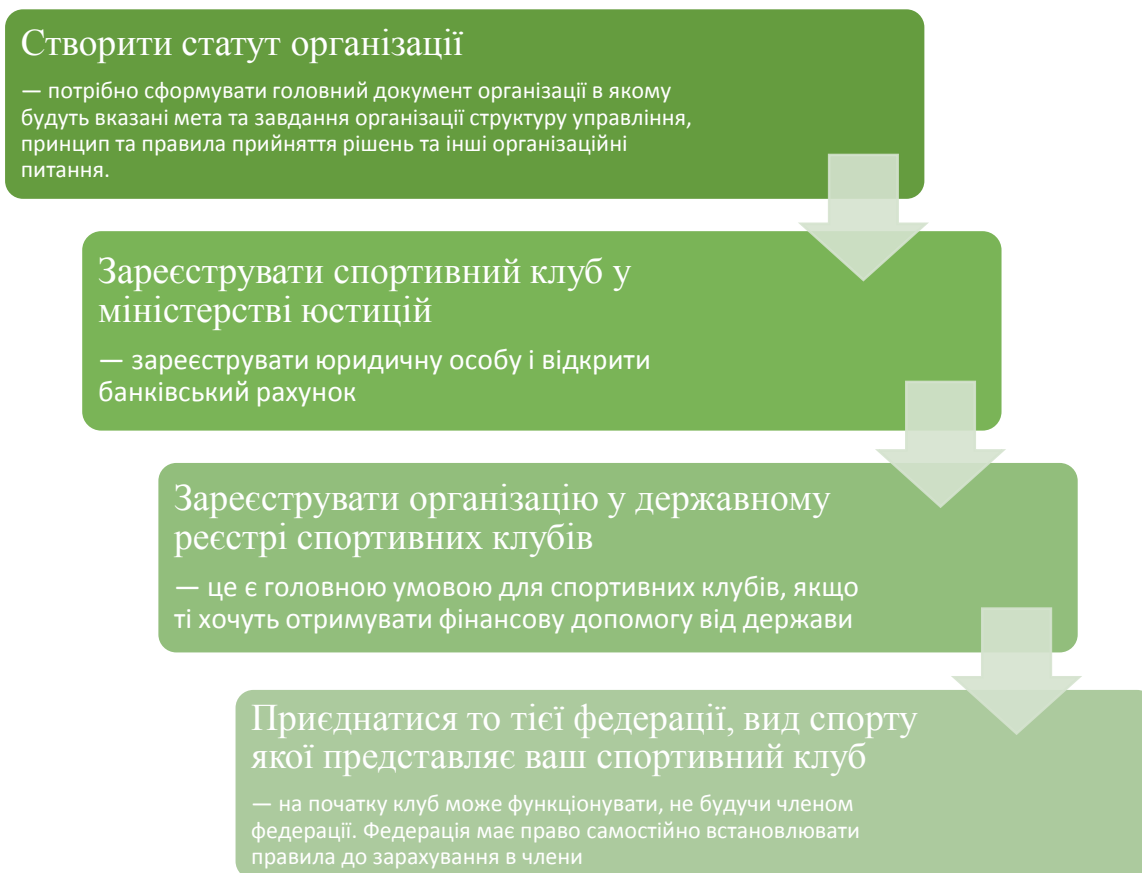 Створити статут організації
— потрібно сформувати головний документ організації в якому
будуть вказані мета та завдання організації структуру управління,
принцип та правила прийняття рішень та інші організаційні
питання.
Зареєструвати спортивний клуб у
міністерстві юстицій
— зареєструвати юридичну особу і відкрити
банківський рахунок
Зареєструвати організацію у державному
реєстрі спортивних клубів
— це є головною умовою для спортивних клубів, якщо
ті хочуть отримувати фінансову допомогу від держави
Приєднатися то тієї федерації, вид спорту
якої представляє ваш спортивний клуб
— на початку клуб може функціонувати, не будучи членом
федерації. Федерація має право самостійно встановлювати
правила до зарахування в члени